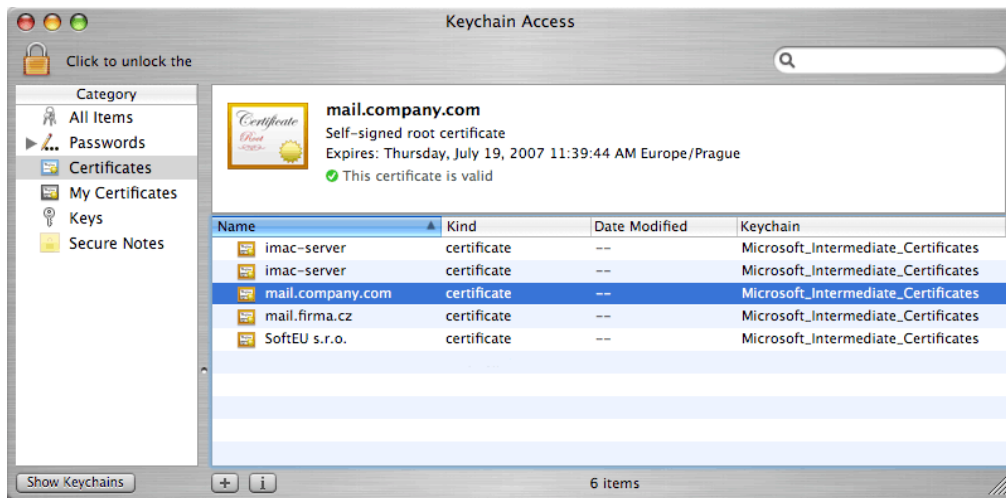 Keychain Access
Click to unlock the
Category
All Items
Passwords
Certificates
My Certificates
Keys
Secure Notes
Certificate
Root
mail.company.com
Self-signed root certificate
Expires: Thursday, July 19, 2007 11:39:44 AM Europe/Prague
This certificate is valid
Name Kind Date Modified Keychain
imac-server certificate -- Microsoft_Intermediate_Certificates
imac-server certificate -- Microsoft_Intermediate_Certificates
mail.company.com certificate -- Microsoft_Intermediate_Certificates
mail.firma.cz certificate -- Microsoft_Intermediate_Certificates
SoftEU s.r.o. certificate -- Microsoft_Intermediate_Certificates
Show Keychains
6 items